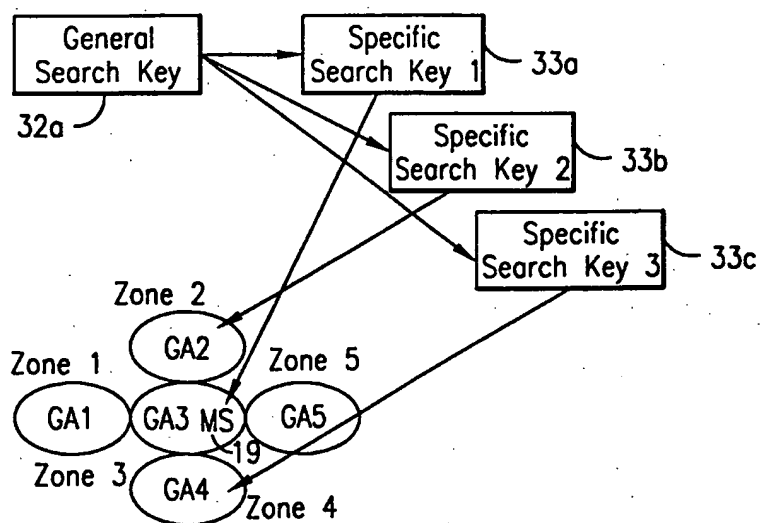 General
Search Key
32a
Specific
Search Key 1
33a
Specific
Search Key 2
33b
Specific
Search Key 3
33c
Zone 2
GA2
Zone 1
Zone 5
GA1
GA3 MS
GA5
19
Zone 3
GA4
Zone 4